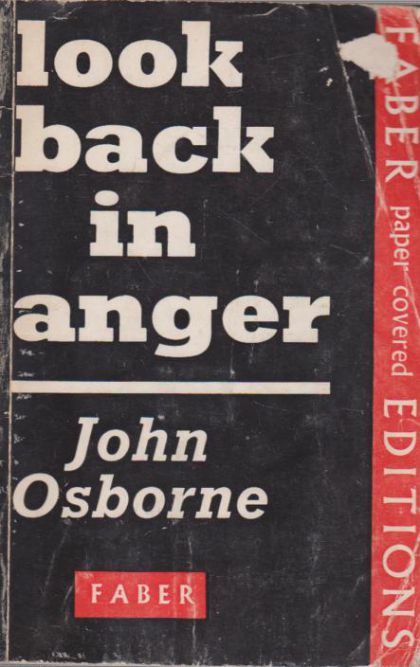 look
back
in
anger
John
Osborne
FABER
FABER paper covered EDITIONS